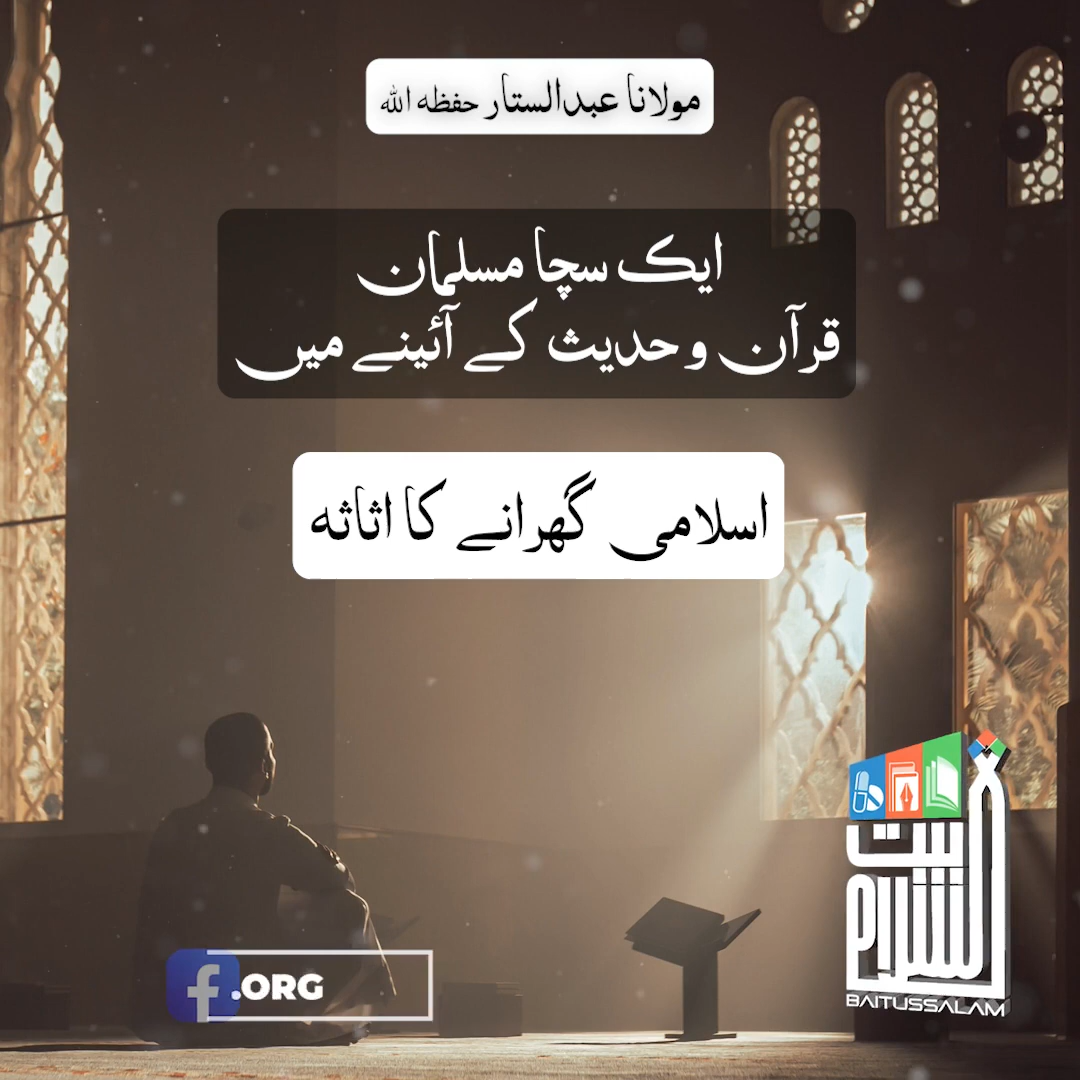 مولانا عبدالستار حفظہ اللہ
ایک سچا مسلمان
قرآن و حدیث کے آئینے میں
اسلامی گھرانے کا اثاثہ
بیت السلام
BAITUSSALAM
f
.ORG